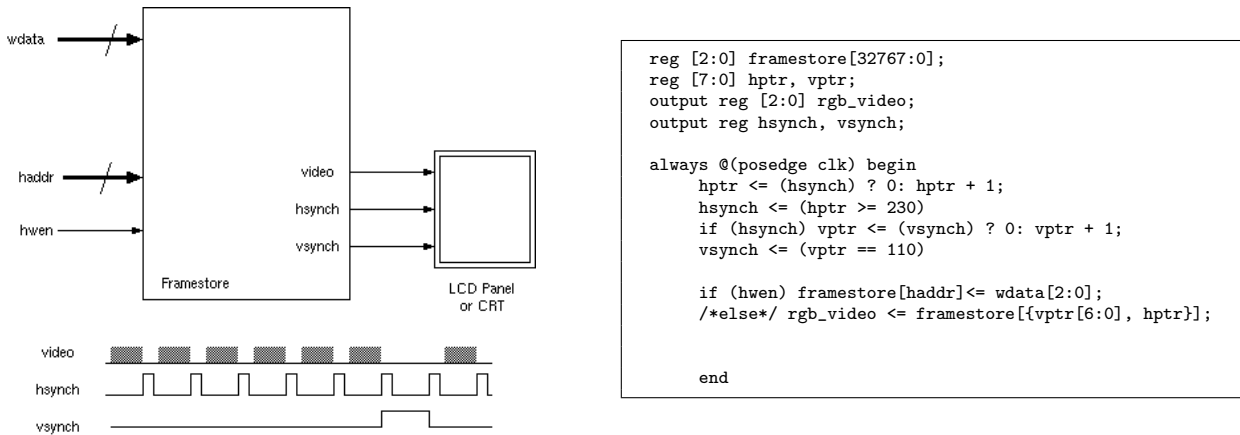 wdata
haddr
hwen
video
hsynch
vsynch
Framestore
LCD Panel
or CRT
video
hsynch
vsynch
reg [2:0] framestore[32767:0];
reg [7:0] hptr, vptr;
output reg [2:0] rgb_video;
output reg hsynch, vsynch;
always @(posedge clk) begin
hptr <= (hsynch) ? 0: hptr + 1;
hsynch <= (hptr >= 230)
if (hsynch) vptr <= (vsynch) ? 0: vptr + 1;
vsynch <= (vptr == 110)
if (hwen) framestore[haddr]<= wdata[2:0];
/*else*/ rgb_video <= framestore[{vptr[6:0], hptr}];
end